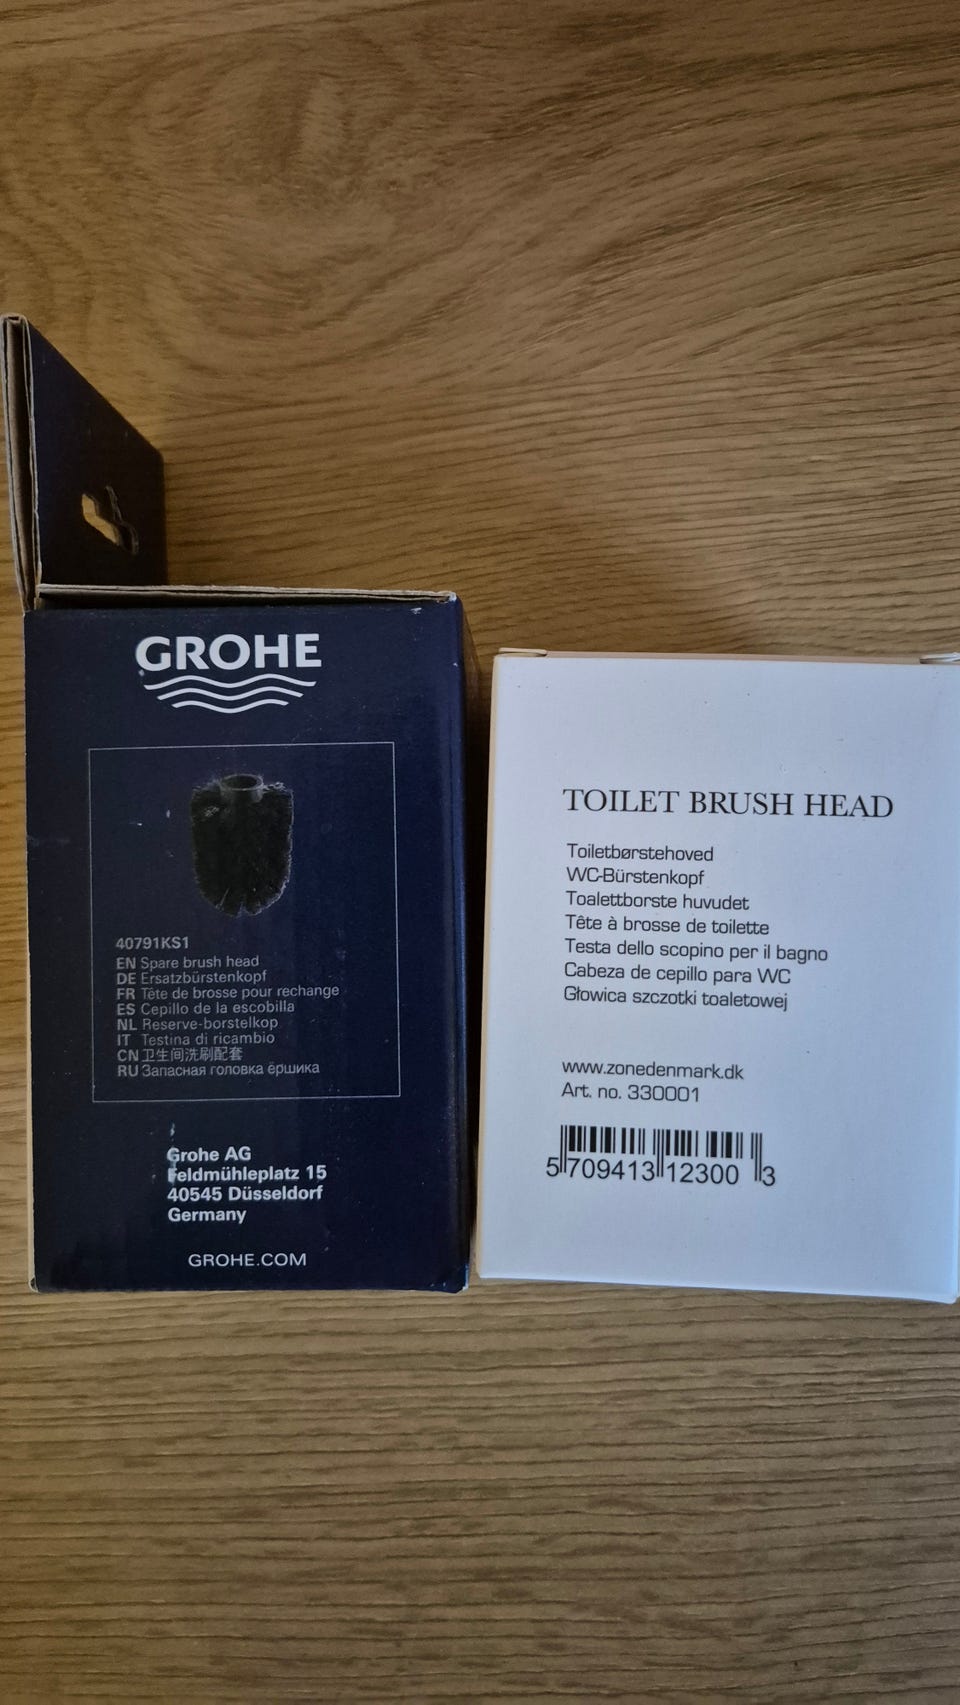 GROHE
40791KS1
EN Spare brush head
DE Ersatzbürstenkopf
FR Tête de brosse pour rechange
ES Cepillo de la escobilla
NL Reserve-borstelkop
IT Testina di ricambio
CN 卫生间洗刷配套
RU Запасная головка ёршика
Grohe AG
Feldmühleplatz 15
40545 Düsseldorf
Germany
GROHE.COM
TOILET BRUSH HEAD
Toiletbørstehoved
WC-Bürstenkopf
Toalettborste huvudet
Tête à brosse de toilette
Testa dello scopino per il bagno
Cabeza de cepillo para WC
Głowica szczotki toaletowej
www.zonedenmark.dk
Art. no. 330001
5 709413 12300 3